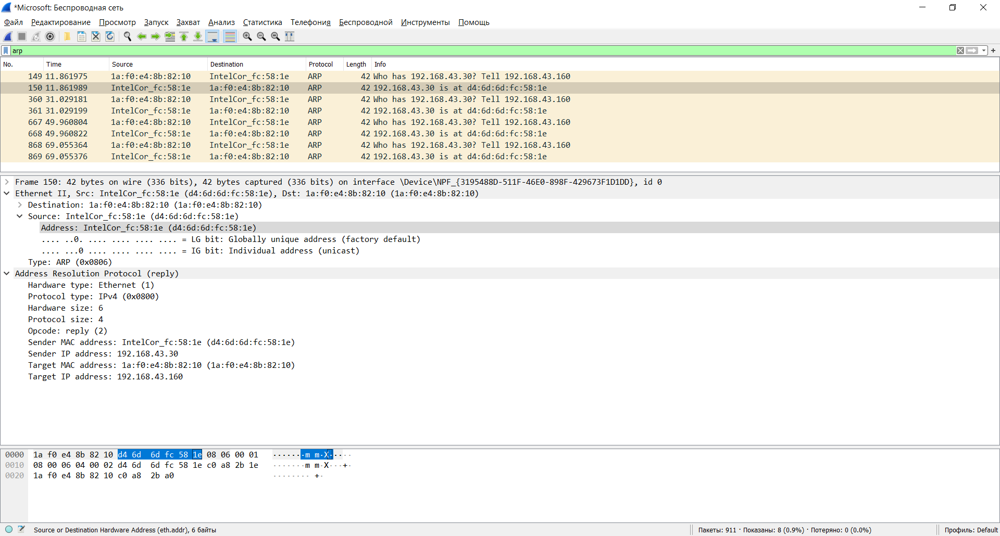 *Microsoft: Беспроводная сеть
Файл Редактирование Просмотр Запуск Захват Анализ Статистика Телефония Беспроводной Инструменты Помощь
arp
No. Time Source Destination Protocol Length Info
149 11.861975 1a:f0:e4:8b:82:10 IntelCor_fc:58:1e ARP 42 Who has 192.168.43.30? Tell 192.168.43.160
150 11.861989 IntelCor_fc:58:1e 1a:f0:e4:8b:82:10 ARP 42 192.168.43.30 is at d4:6d:6d:fc:58:1e
360 31.029181 1a:f0:e4:8b:82:10 IntelCor_fc:58:1e ARP 42 Who has 192.168.43.30? Tell 192.168.43.160
361 31.029199 IntelCor_fc:58:1e 1a:f0:e4:8b:82:10 ARP 42 192.168.43.30 is at d4:6d:6d:fc:58:1e
667 49.960804 1a:f0:e4:8b:82:10 IntelCor_fc:58:1e ARP 42 Who has 192.168.43.30? Tell 192.168.43.160
668 49.960822 IntelCor_fc:58:1e 1a:f0:e4:8b:82:10 ARP 42 192.168.43.30 is at d4:6d:6d:fc:58:1e
868 69.055364 1a:f0:e4:8b:82:10 IntelCor_fc:58:1e ARP 42 Who has 192.168.43.30? Tell 192.168.43.160
869 69.055376 IntelCor_fc:58:1e 1a:f0:e4:8b:82:10 ARP 42 192.168.43.30 is at d4:6d:6d:fc:58:1e
Frame 150: 42 bytes on wire (336 bits), 42 bytes captured (336 bits) on interface \Device\NPF_{3195488D-511F-46E0-898F-429673F1D1DD}, id 0
Ethernet II, Src: IntelCor_fc:58:1e (d4:6d:6d:fc:58:1e), Dst: 1a:f0:e4:8b:82:10 (1a:f0:e4:8b:82:10)
Destination: 1a:f0:e4:8b:82:10 (1a:f0:e4:8b:82:10)
Source: IntelCor_fc:58:1e (d4:6d:6d:fc:58:1e)
Address: IntelCor_fc:58:1e (d4:6d:6d:fc:58:1e)
.... ..0. .... .... .... .... = LG bit: Globally unique address (factory default)
.... ...0 .... .... .... .... = IG bit: Individual address (unicast)
Type: ARP (0x0806)
Address Resolution Protocol (reply)
Hardware type: Ethernet (1)
Protocol type: IPv4 (0x0800)
Hardware size: 6
Protocol size: 4
Opcode: reply (2)
Sender MAC address: IntelCor_fc:58:1e (d4:6d:6d:fc:58:1e)
Sender IP address: 192.168.43.30
Target MAC address: 1a:f0:e4:8b:82:10 (1a:f0:e4:8b:82:10)
Target IP address: 192.168.43.160
0000 1a f0 e4 8b 82 10 d4 6d 6d fc 58 1e 08 06 00 01 ·······m m·X·····
0010 08 00 06 04 00 02 d4 6d 6d fc 58 1e c0 a8 2b 1e ·······m m·X···+·
0020 1a f0 e4 8b 82 10 c0 a8 2b a0 ········ +·
Source or Destination Hardware Address (eth.addr), 6 байты Пакеты: 911 · Показаны: 8 (0.9%) · Потеряно: 0 (0.0%) Профиль: Default